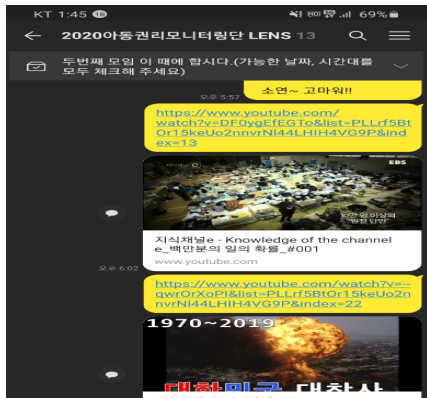 KT 1:45
69%
2020아동권리모니터링단 LENS 13
두번째 모임 이 때에 합시다.(가능한 날짜, 시간대를
모두 체크해 주세요)
소연~ 고마워!!
오후 5:57
https://www.youtube.com/
watch?v=DF0ygEfEGTo&list=PLLrf5Bt
Or15keUo2nnvrNl44LHIH4VG9P&ind
ex=13
EBS
지식채널e - Knowledge of the channel
e_백만분의 일의 확률_#001
www.youtube.com
오후 6:02
https://www.youtube.com/watch?v=--
qwrOrXoPI&list=PLLrf5BtOr15keUo2n
nvrNl44LHIH4VG9P&index=22
1970~2019
대한민국 대참사